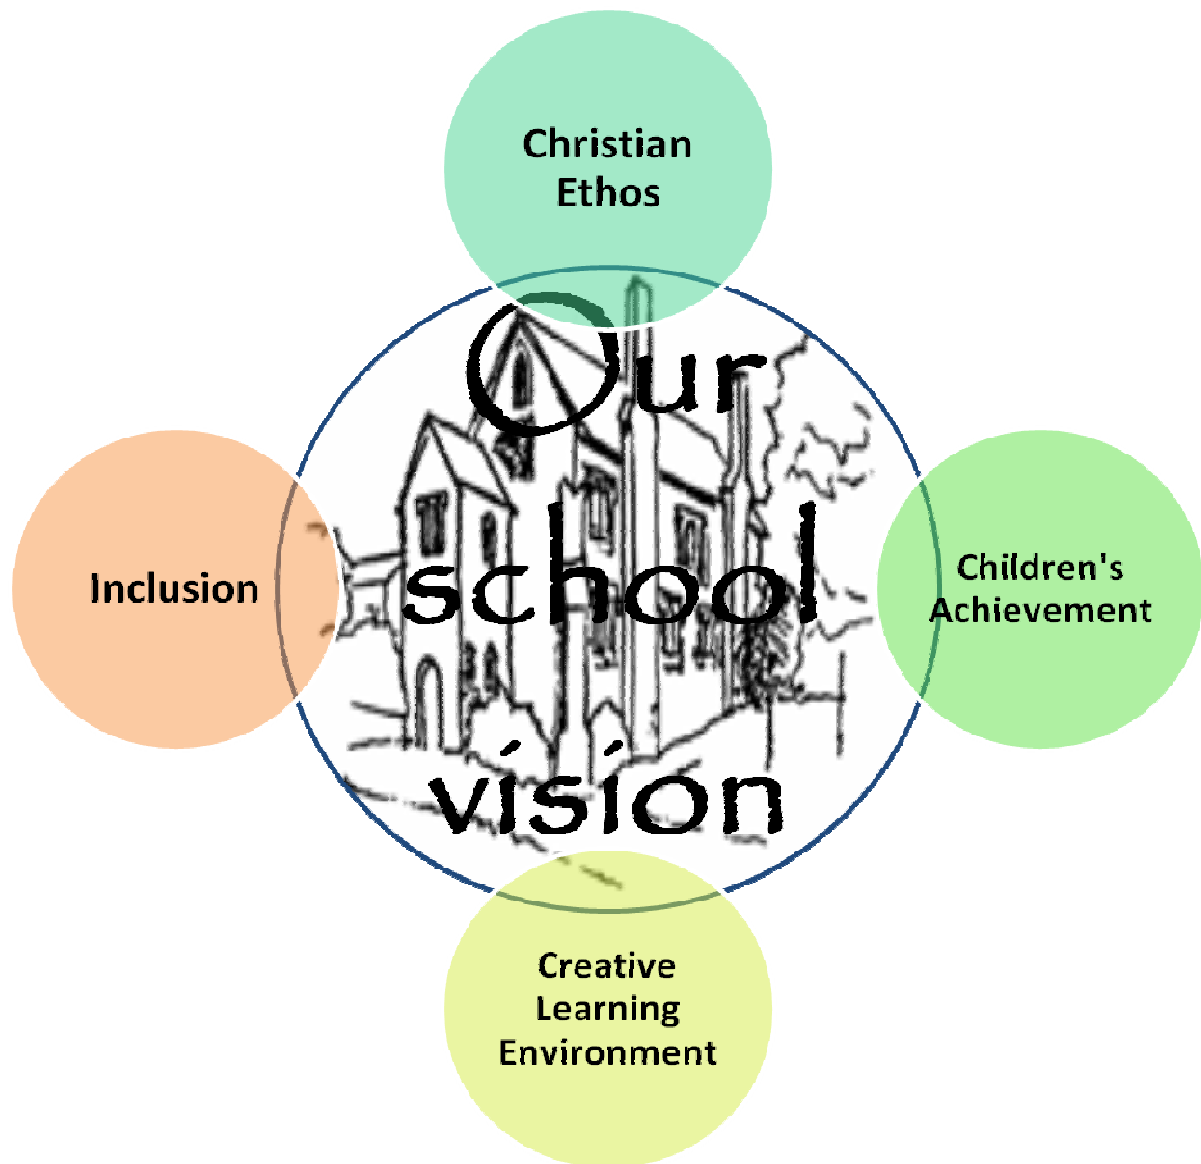 Christian
Ethos
Our
school
vision
Inclusion
Children's
Achievement
Creative
Learning
Environment